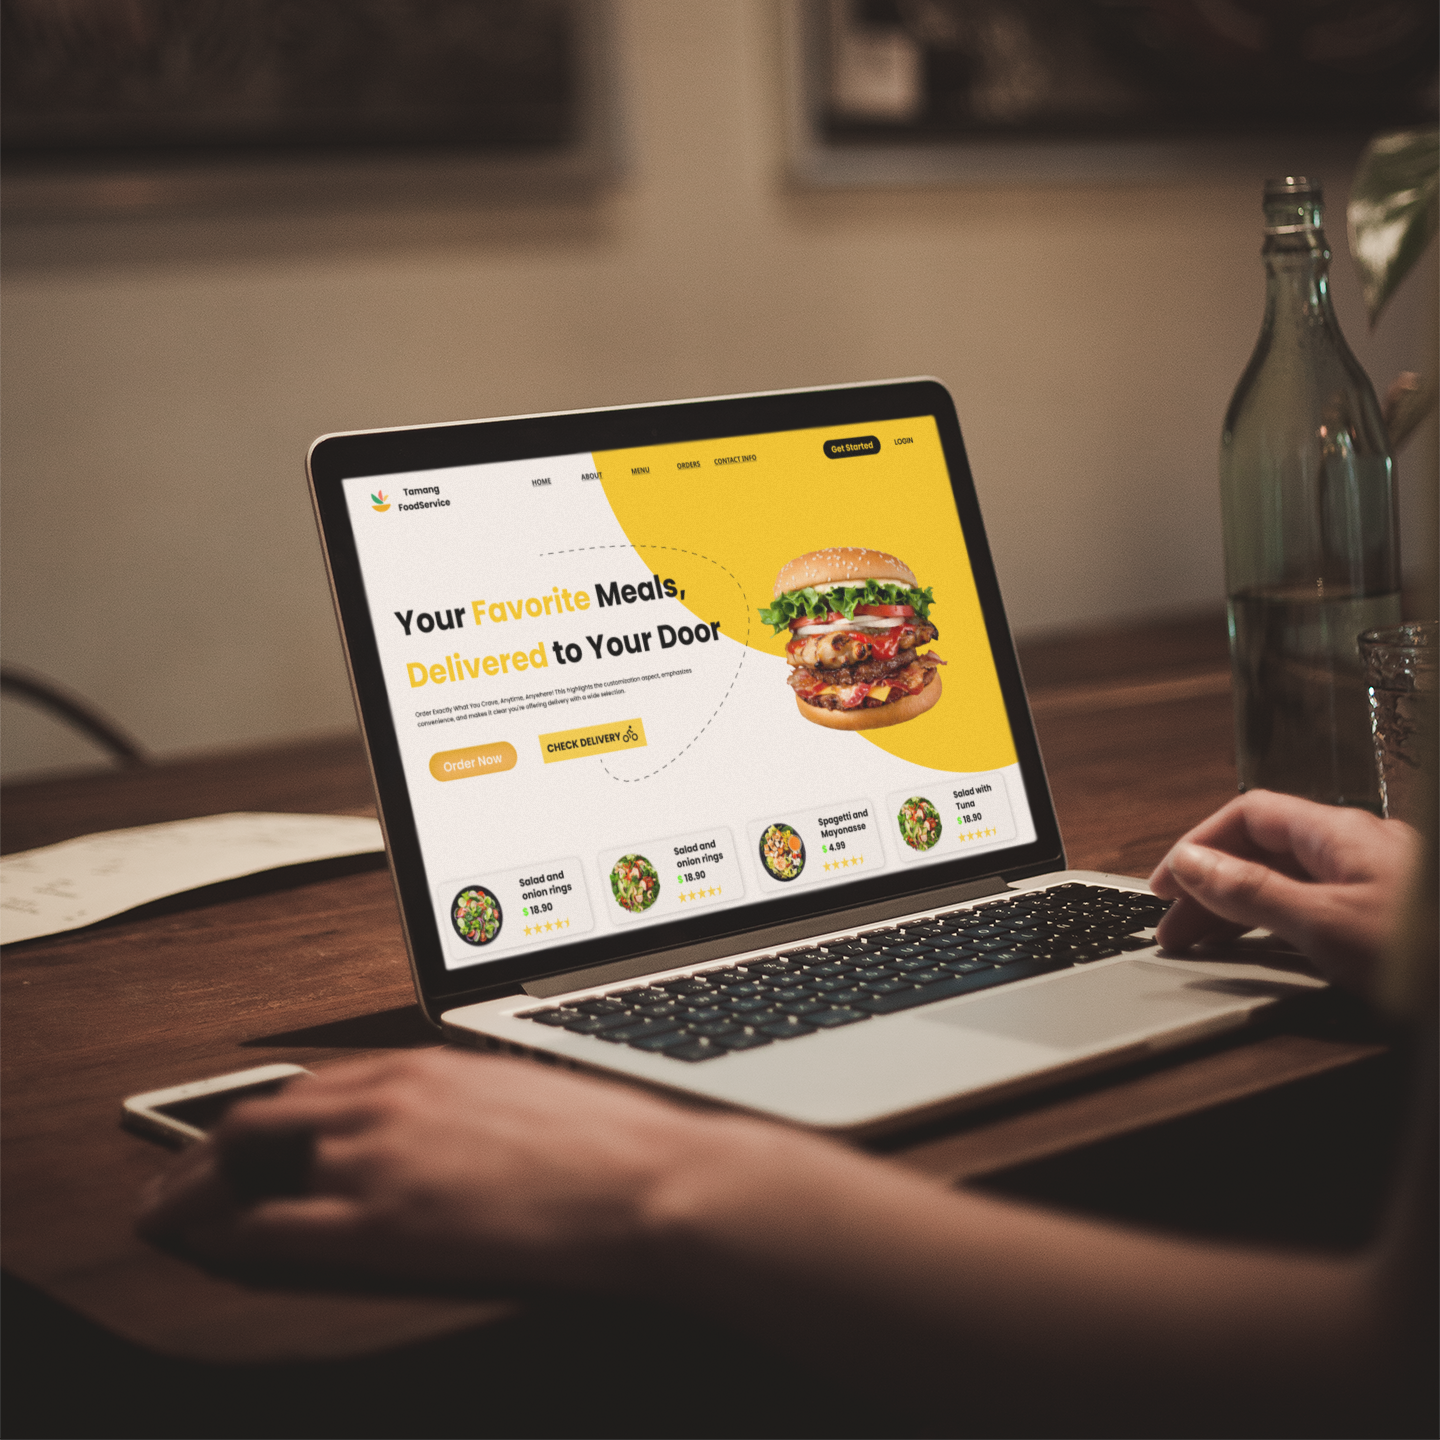 Tamang
FoodService
HOME
ABOUT
MENU
ORDERS
CONTACT INFO
Get Started
LOGIN
Your Favorite Meals,
Delivered to Your Door
Order Exactly What You Crave, Anytime, Anywhere! This highlights the customization aspect, emphasizes
convenience, and makes it clear you're offering delivery with a wide selection.
Order Now
CHECK DELIVERY
Salad and
onion rings
$ 18.90
Salad and
onion rings
$ 18.90
Spagetti and
Mayonasse
$ 4.99
Salad with
Tuna
$ 18.90